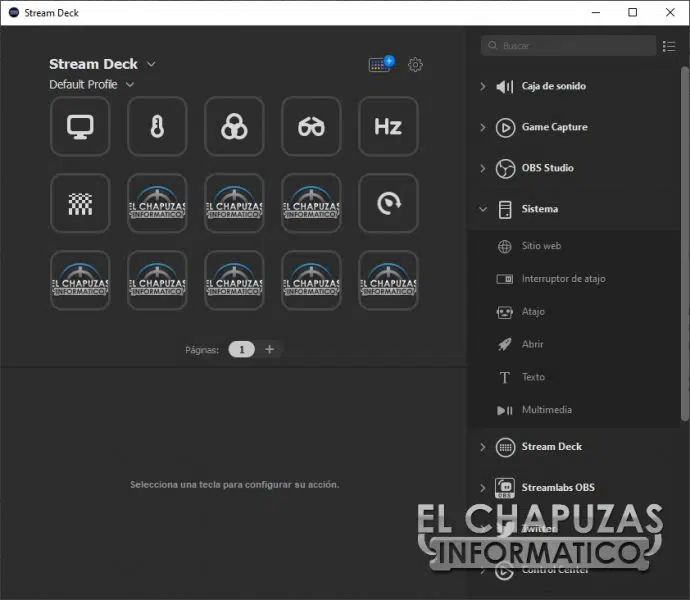 Stream Deck
Stream Deck
Default Profile
Hz
EL CHAPUZAS
INFORMATICO
EL CHAPUZAS
INFORMATICO
EL CHAPUZAS
INFORMATICO
EL CHAPUZAS
INFORMATICO
EL CHAPUZAS
INFORMATICO
EL CHAPUZAS
INFORMATICO
EL CHAPUZAS
INFORMATICO
EL CHAPUZAS
INFORMATICO
Páginas: 1 +
Selecciona una tecla para configurar su acción.
Buscar
Caja de sonido
Game Capture
OBS Studio
Sistema
Sitio web
Interruptor de atajo
Atajo
Abrir
Texto
Multimedia
Stream Deck
OBS
Streamlabs OBS
Twitter
Control Center
EL CHAPUZAS
INFORMATICO